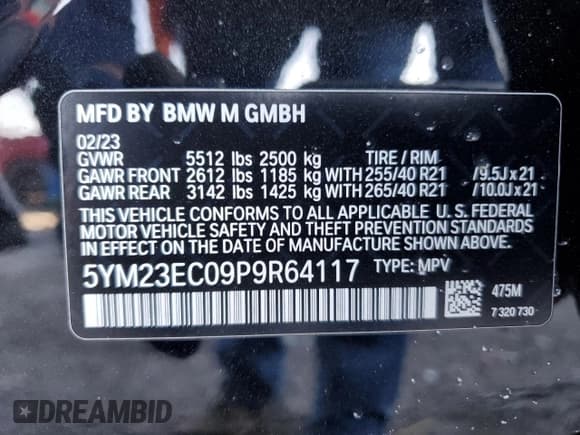 MFD BY BMW M GMBH
02/23
GVWR 5512 lbs 2500 kg TIRE / RIM
GAWR FRONT 2612 lbs 1185 kg WITH 255/40 R21 /9.5J x 21
GAWR REAR 3142 lbs 1425 kg WITH 265/40 R21 /10.0J x 21
THIS VEHICLE CONFORMS TO ALL APPLICABLE U. S. FEDERAL
MOTOR VEHICLE SAFETY AND THEFT PREVENTION STANDARDS
IN EFFECT ON THE DATE OF MANUFACTURE SHOWN ABOVE.
5YM23EC09P9R64117 TYPE: MPV
475M
7 320 730
DREAMBID